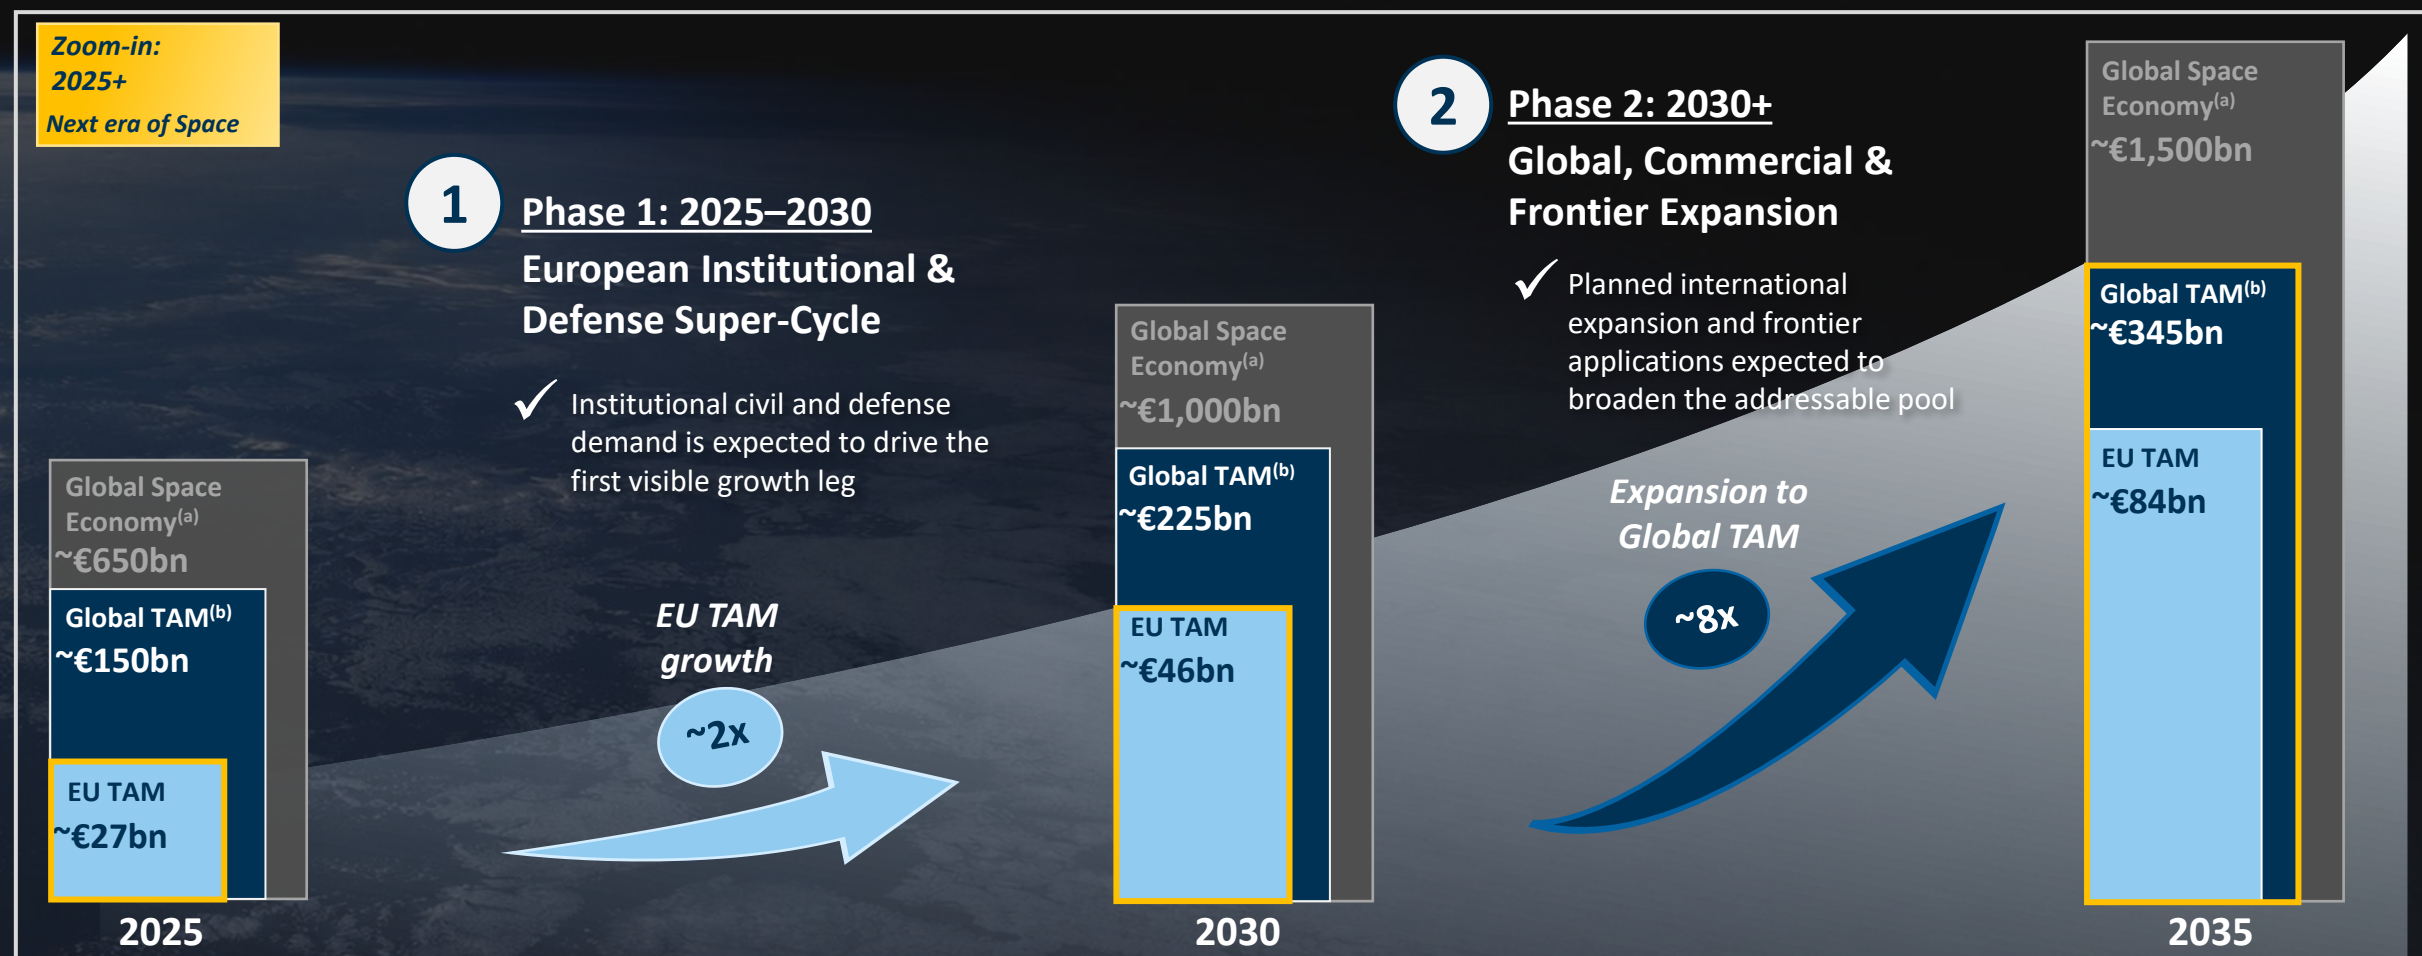 Zoom-in:
2025+
Next era of Space
1
Phase 1: 2025–2030
European Institutional &
Defense Super-Cycle
✓ Institutional civil and defense
demand is expected to drive the
first visible growth leg
2
Phase 2: 2030+
Global, Commercial &
Frontier Expansion
✓ Planned international
expansion and frontier
applications expected to
broaden the addressable pool
Global Space
Economy(a)
~€650bn
Global TAM(b)
~€150bn
EU TAM
~€27bn
2025
EU TAM
growth
~2x
Global Space
Economy(a)
~€1,000bn
Global TAM(b)
~€225bn
EU TAM
~€46bn
2030
Expansion to
Global TAM
~8x
Global Space
Economy(a)
~€1,500bn
Global TAM(b)
~€345bn
EU TAM
~€84bn
2035